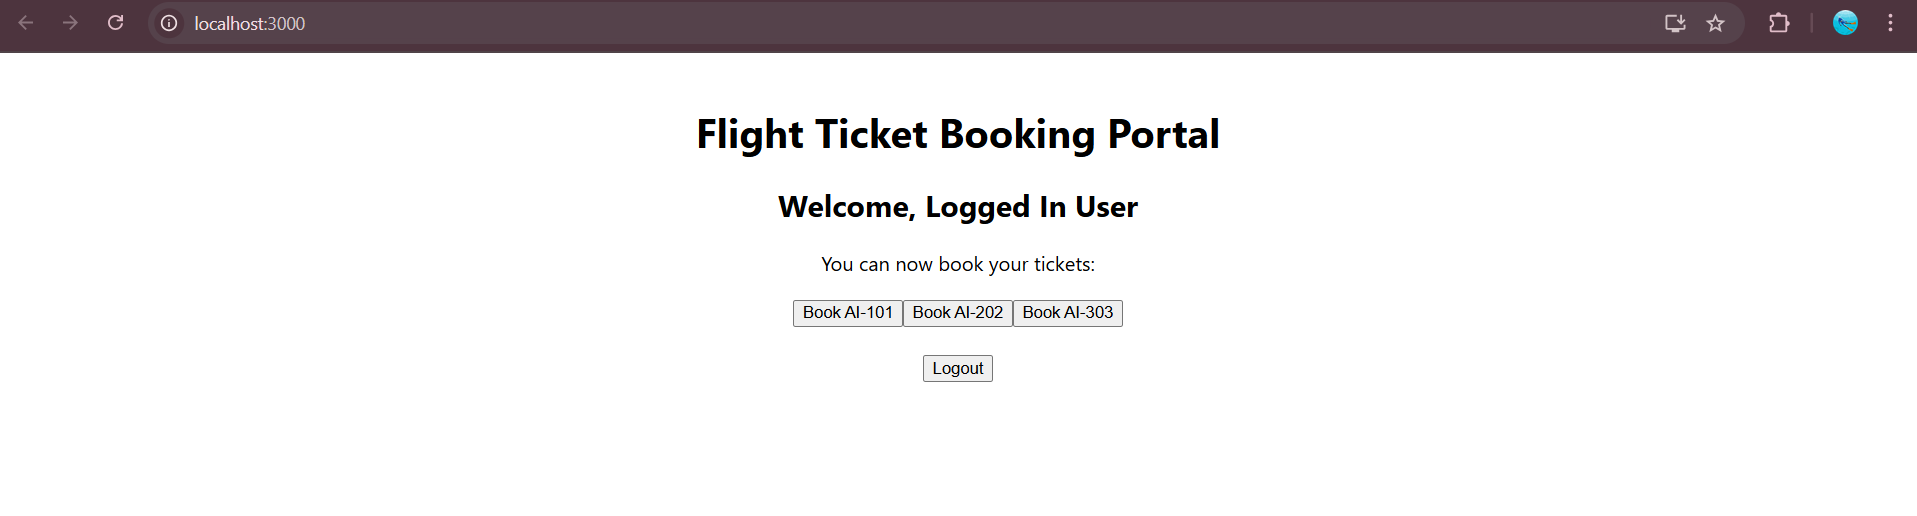 localhost:3000
Flight Ticket Booking Portal
Welcome, Logged In User
You can now book your tickets:
Book AI-101 Book AI-202 Book AI-303
Logout